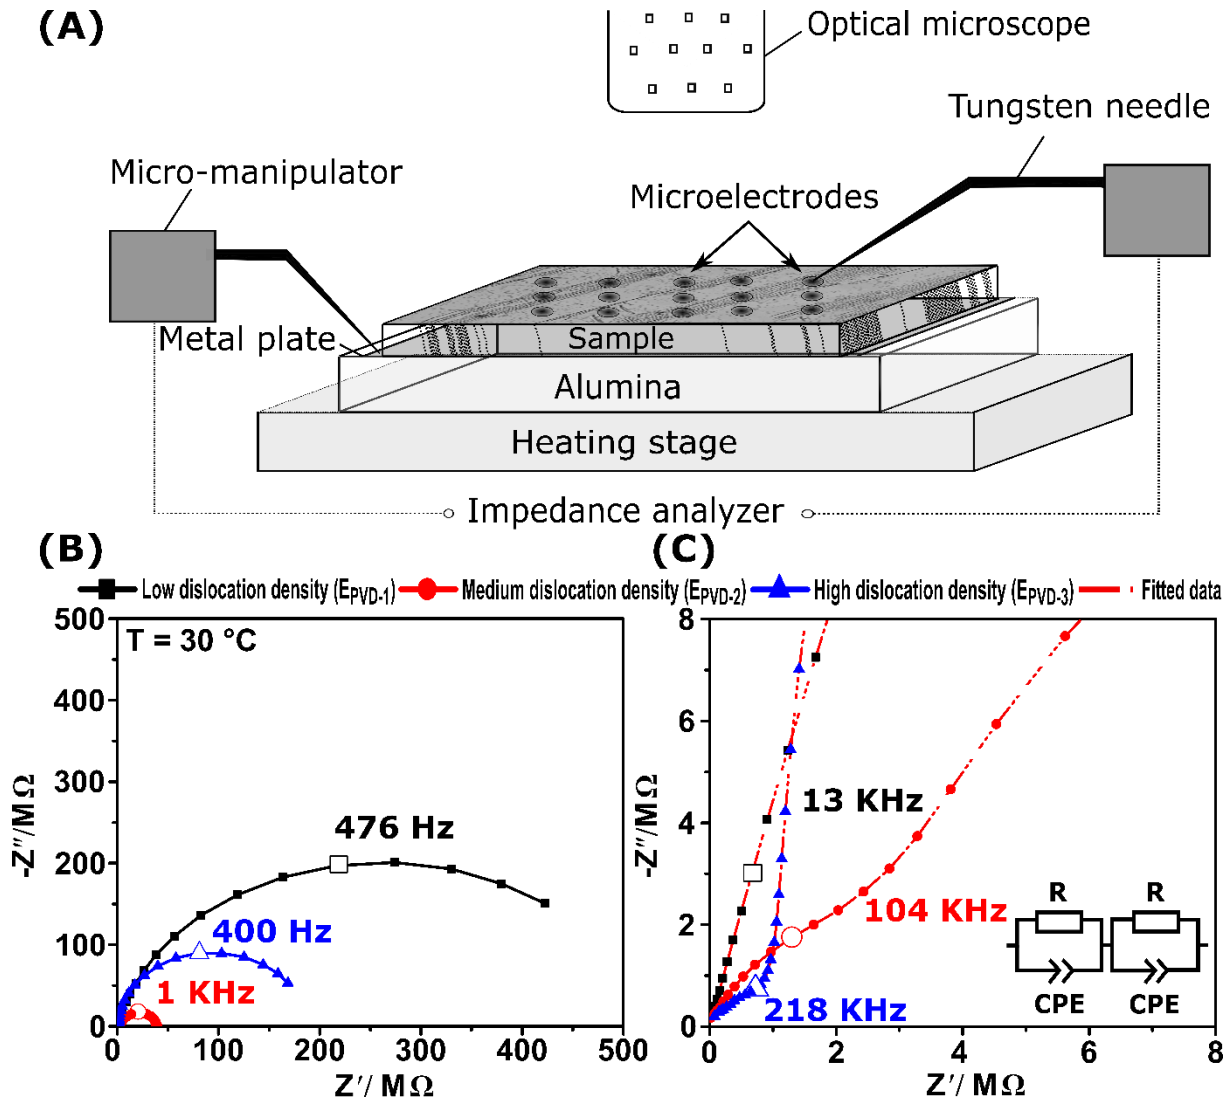 (A)
Optical microscope
Tungsten needle
Micro-manipulator
Microelectrodes
Metal plate
Sample
Alumina
Heating stage
Impedance analyzer
(B)
(C)
Low dislocation density (EPVD-1) Medium dislocation density (EPVD-2) High dislocation density (EPVD-3) Fitted data
T = 30 °C
500
400
300
200
100
0
-Z''/MΩ
476 Hz
400 Hz
1 KHz
0 100 200 300 400 500
Z'/ MΩ
8
6
4
2
0
-Z''/MΩ
13 KHz
104 KHz
218 KHz
R R
CPE CPE
0 2 4 6 8
Z'/ MΩ